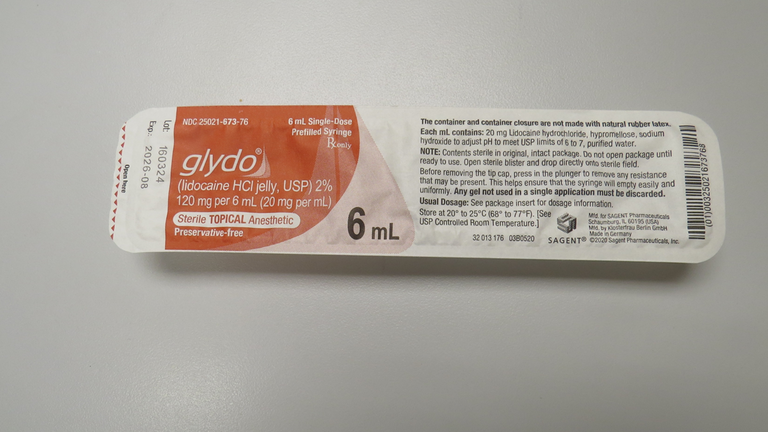 Open here
Lot: 160324
Exp.: 2026-08
NDC 25021-673-76
6 mL Single-Dose
Prefilled Syringe
Rx only
glydo®
(lidocaine HCl jelly, USP) 2%
120 mg per 6 mL (20 mg per mL)
Sterile TOPICAL Anesthetic
Preservative-free
6 mL
The container and container closure are not made with natural rubber latex.
Each mL contains: 20 mg Lidocaine hydrochloride, hypromellose, sodium
hydroxide to adjust pH to meet USP limits of 6 to 7, purified water.
NOTE: Contents sterile in original, intact package. Do not open package until
ready to use. Open sterile blister and drop directly onto sterile field.
Before removing the tip cap, press in the plunger to remove any resistance
that may be present. This helps ensure that the syringe will empty easily and
uniformly. Any gel not used in a single application must be discarded.
Usual Dosage: See package insert for dosage information.
Store at 20° to 25°C (68° to 77°F). [See
USP Controlled Room Temperature.]
32 013 176 03B0520
SAGENT®
Mfd. for SAGENT Pharmaceuticals
Schaumburg, IL 60195 (USA)
Mfd. by Klosterfrau Berlin GmbH
Made in Germany
©2020 Sagent Pharmaceuticals, Inc.
(01)00325021673768